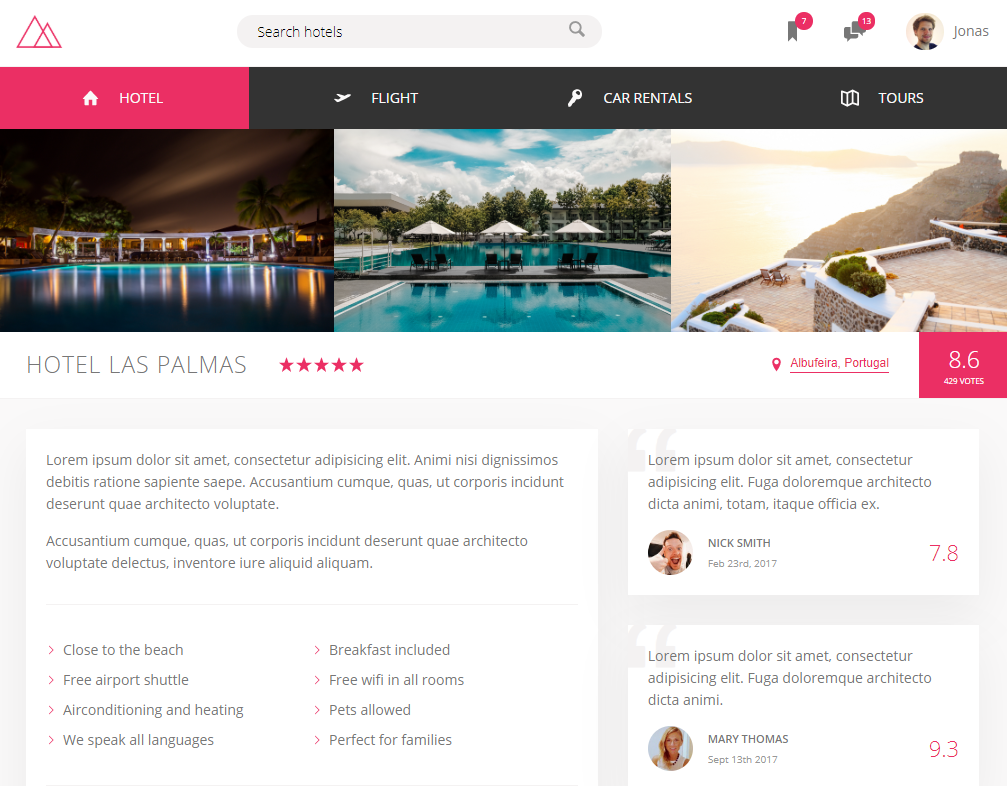 Search hotels
7
13
Jonas
HOTEL
FLIGHT
CAR RENTALS
TOURS
HOTEL LAS PALMAS
Albufeira, Portugal
8.6
429 VOTES
Lorem ipsum dolor sit amet, consectetur adipisicing elit. Animi nisi dignissimos
debitis ratione sapiente saepe. Accusantium cumque, quas, ut corporis incidunt
deserunt quae architecto voluptate.
Accusantium cumque, quas, ut corporis incidunt deserunt quae architecto
voluptate delectus, inventore iure aliquid aliquam.
Close to the beach
Breakfast included
Free airport shuttle
Free wifi in all rooms
Airconditioning and heating
Pets allowed
We speak all languages
Perfect for families
“
Lorem ipsum dolor sit amet, consectetur
adipisicing elit. Fuga doloremque architecto
dicta animi, totam, itaque officia ex.
NICK SMITH
Feb 23rd, 2017
7.8
“
Lorem ipsum dolor sit amet, consectetur
adipisicing elit. Fuga doloremque architecto
dicta animi.
MARY THOMAS
Sept 13th 2017
9.3